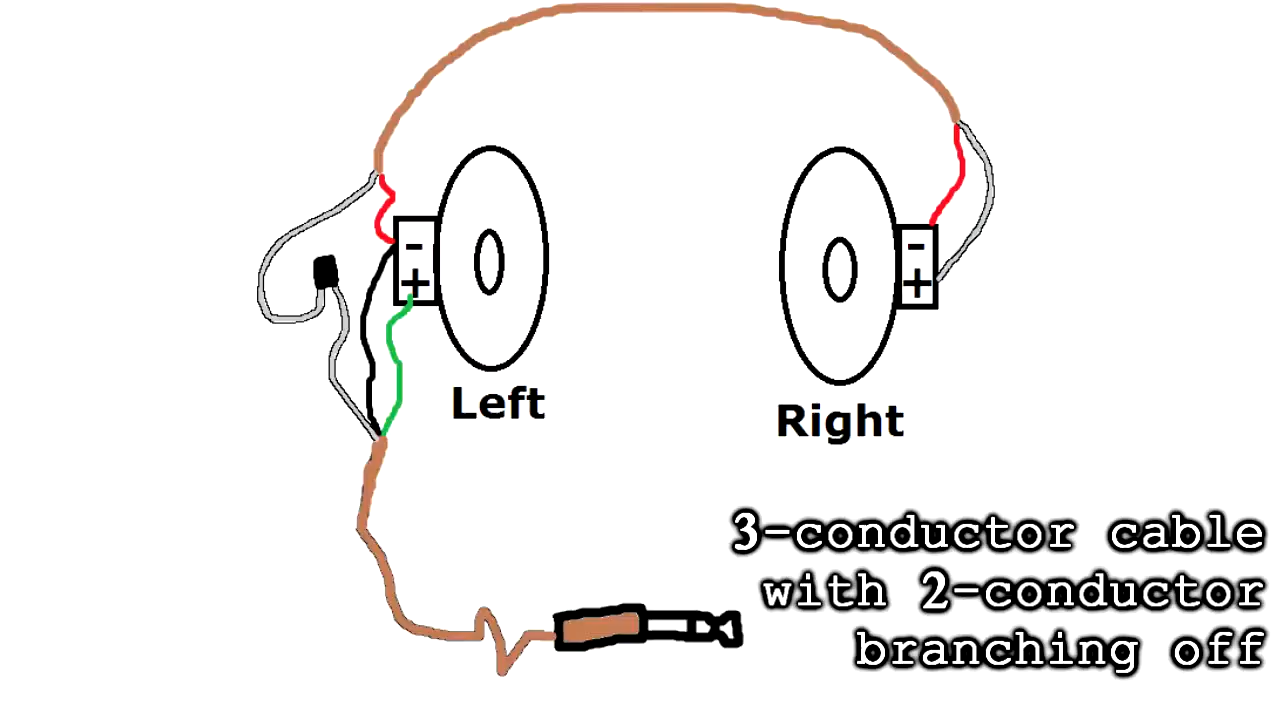 -
+
Left
-
+
Right
3-conductor cable
with 2-conductor
branching off